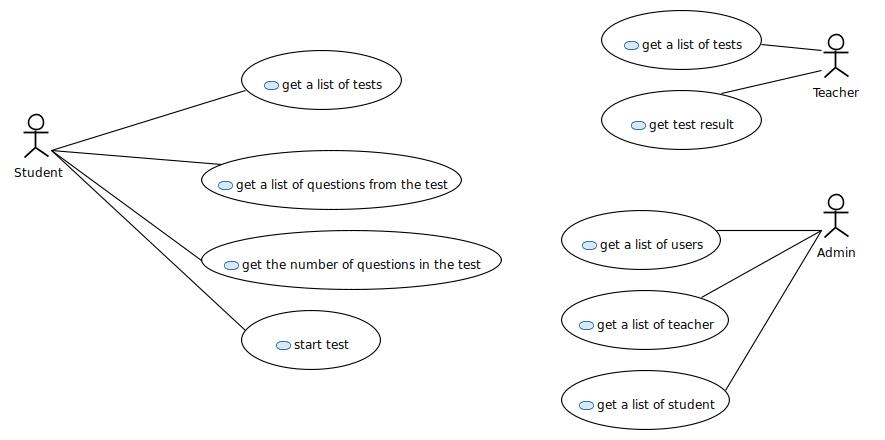 Student
get a list of tests
get a list of questions from the test
get the number of questions in the test
start test
get a list of tests
get test result
Teacher
get a list of users
get a list of teacher
get a list of student
Admin